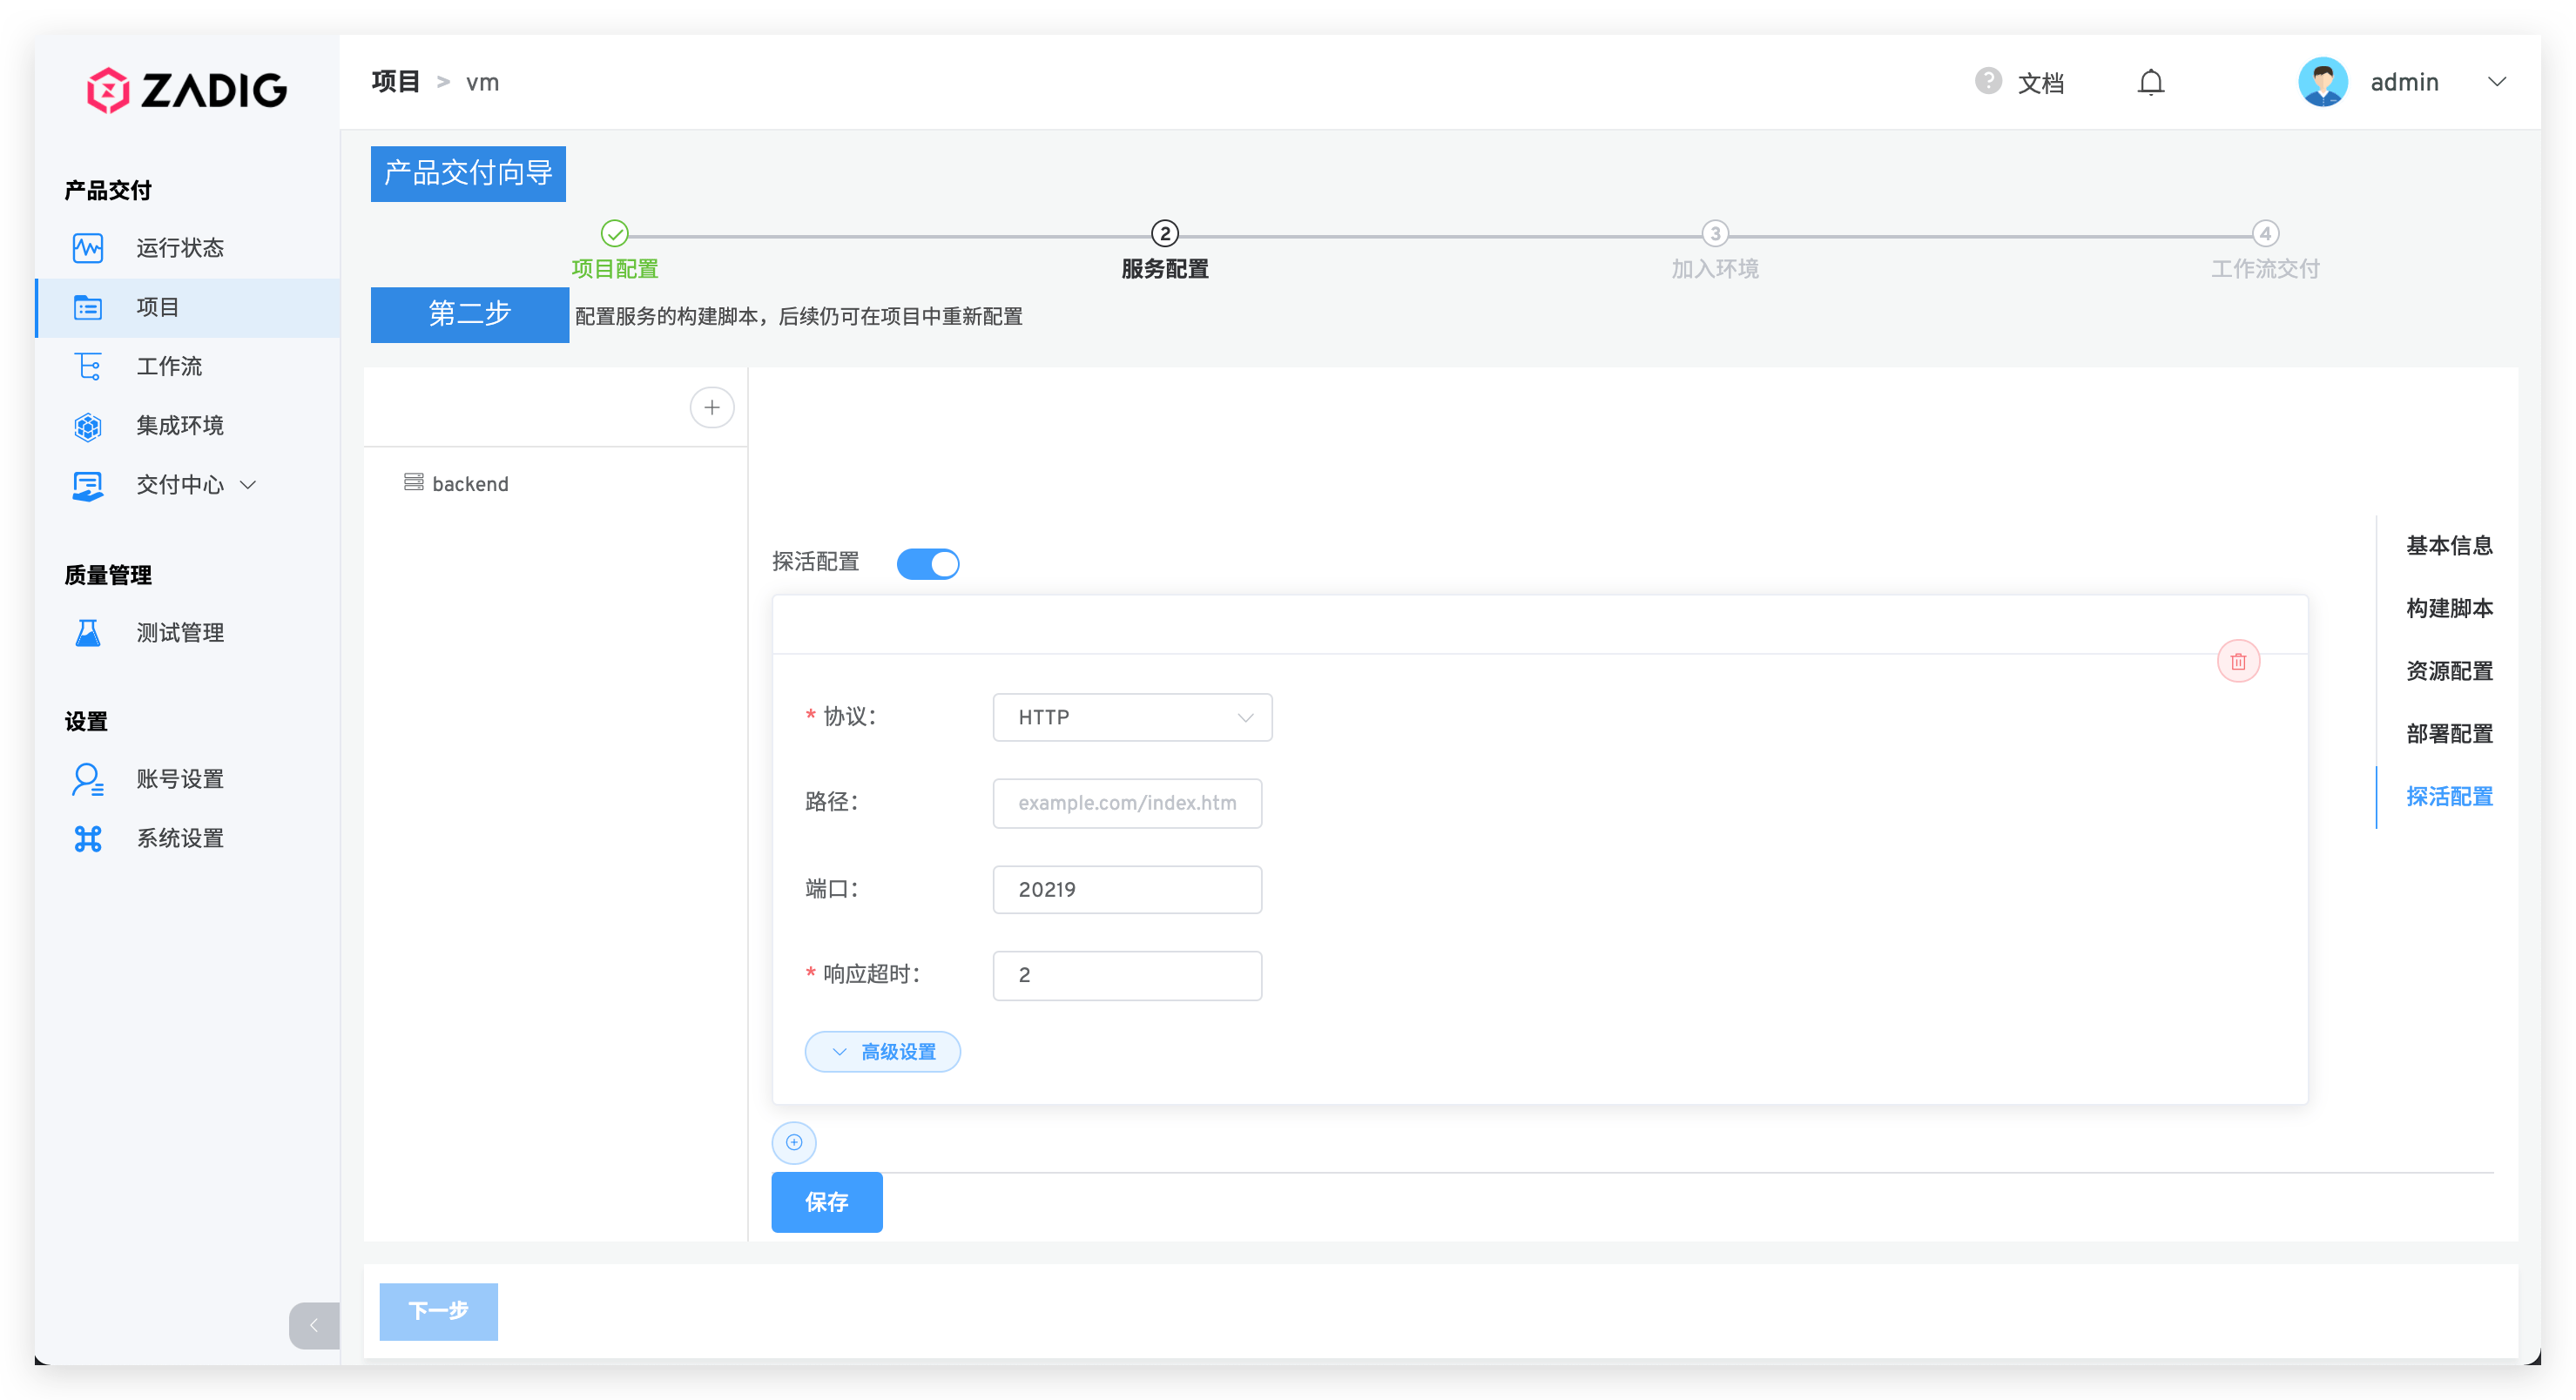 ZADIG
项目 > vm
? 文档
admin
产品交付
运行状态
项目
工作流
集成环境
交付中心
质量管理
测试管理
设置
账号设置
系统设置
产品交付向导
2
3
4
项目配置
服务配置
加入环境
工作流交付
第二步 配置服务的构建脚本，后续仍可在项目中重新配置
backend
探活配置
* 协议： HTTP
路径： example.com/index.htm
端口： 20219
* 响应超时： 2
高级设置
保存
基本信息
构建脚本
资源配置
部署配置
探活配置
下一步